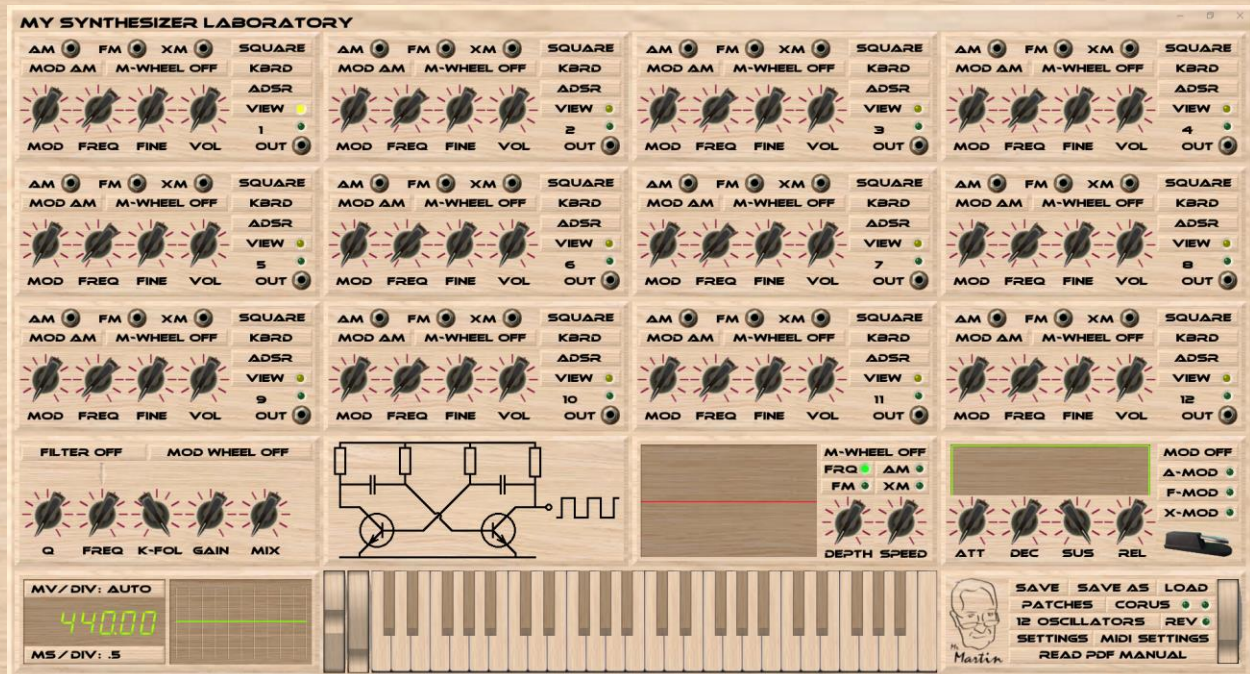 MY SYNTHESIZER LABORATORY
AM FM XM SQUARE AM FM XM SQUARE AM FM XM SQUARE AM FM XM SQUARE
MOD AM M-WHEEL OFF KBRD MOD AM M-WHEEL OFF KBRD MOD AM M-WHEEL OFF KBRD MOD AM M-WHEEL OFF KBRD
ADSR ADSR ADSR ADSR
VIEW VIEW VIEW VIEW
1 2 3 4
MOD FREQ FINE VOL OUT MOD FREQ FINE VOL OUT MOD FREQ FINE VOL OUT MOD FREQ FINE VOL OUT
AM FM XM SQUARE AM FM XM SQUARE AM FM XM SQUARE AM FM XM SQUARE
MOD AM M-WHEEL OFF KBRD MOD AM M-WHEEL OFF KBRD MOD AM M-WHEEL OFF KBRD MOD AM M-WHEEL OFF KBRD
ADSR ADSR ADSR ADSR
VIEW VIEW VIEW VIEW
5 6 7 8
MOD FREQ FINE VOL OUT MOD FREQ FINE VOL OUT MOD FREQ FINE VOL OUT MOD FREQ FINE VOL OUT
AM FM XM SQUARE AM FM XM SQUARE AM FM XM SQUARE AM FM XM SQUARE
MOD AM M-WHEEL OFF KBRD MOD AM M-WHEEL OFF KBRD MOD AM M-WHEEL OFF KBRD MOD AM M-WHEEL OFF KBRD
ADSR ADSR ADSR ADSR
VIEW VIEW VIEW VIEW
9 10 11 12
MOD FREQ FINE VOL OUT MOD FREQ FINE VOL OUT MOD FREQ FINE VOL OUT MOD FREQ FINE VOL OUT
FILTER OFF MOD WHEEL OFF
Q FREQ K-FOL GAIN MIX
M-WHEEL OFF
FRQ AM
FM XM
DEPTH SPEED
MOD OFF
A-MOD
F-MOD
X-MOD
ATT DEC SUS REL
MV/DIV: AUTO
440.00
MS/DIV: .5
SAVE SAVE AS LOAD
PATCHES CORUS
12 OSCILLATORS REV
SETTINGS MIDI SETTINGS
READ PDF MANUAL
Martin